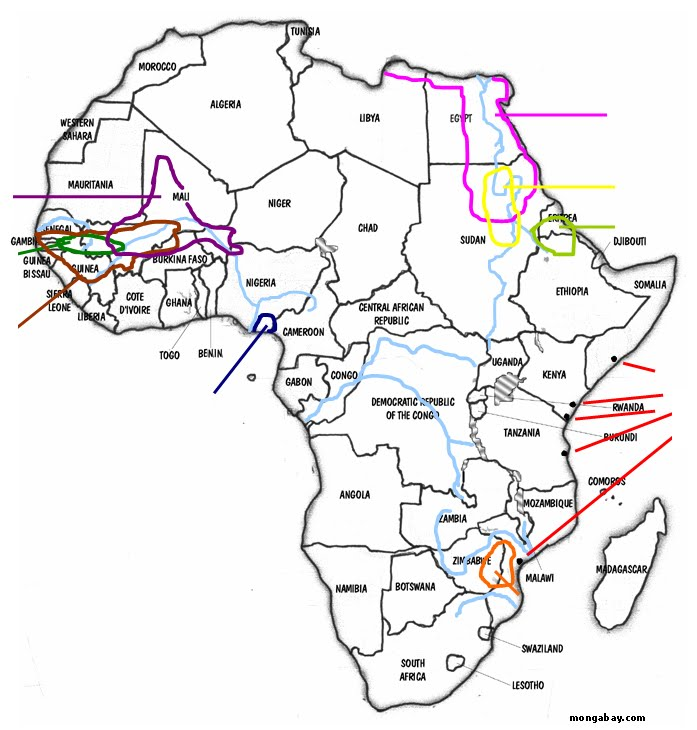 TUNISIA
MOROCCO
ALGERIA
LIBYA
EGYPT
WESTERN
SAHARA
MAURITANIA
MALI
NIGER
CHAD
SUDAN
ERITREA
DJIBOUTI
SENEGAL
GAMB
GUINEA
BISSAU
GUINEA
BURKINA FASO
SIERRA
LEONE
LIBERIA
COTE
D'IVOIRE
GHANA
TOGO
BENIN
NIGERIA
CAMEROON
CENTRAL AFRICAN
REPUBLIC
ETHIOPIA
SOMALIA
UGANDA
KENYA
GABON
CONGO
DEMOCRATIC REPUBLIC
OF THE CONGO
RWANDA
BURUNDI
TANZANIA
COMOROS
ANGOLA
ZAMBIA
MOZAMBIQUE
MALAWI
ZINBABWE
MADAGASCAR
NAMIBIA
BOTSWANA
SWAZILAND
SOUTH
AFRICA
LESOTHO
mongabay.com